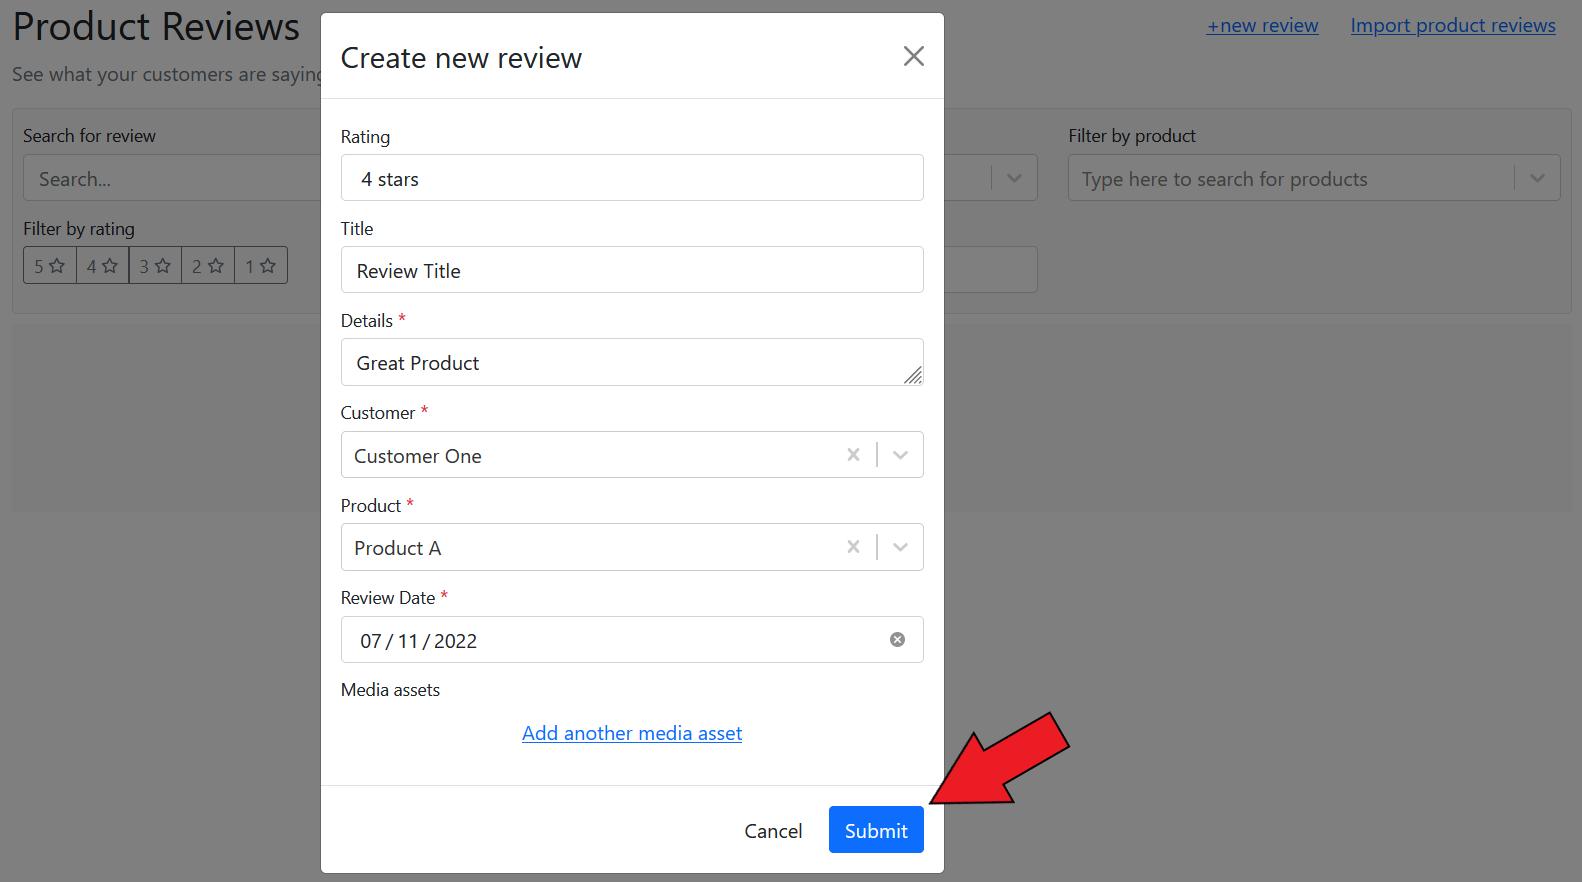 Product Reviews
+new review
Import product reviews
See what your customers are saying
Search for review
Search...
Filter by product
Type here to search for products
Filter by rating
5
4
3
2
1
Create new review
Rating
4 stars
Title
Review Title
Details *
Great Product
Customer *
Customer One
Product *
Product A
Review Date *
07 / 11 / 2022
Media assets
Add another media asset
Cancel
Submit